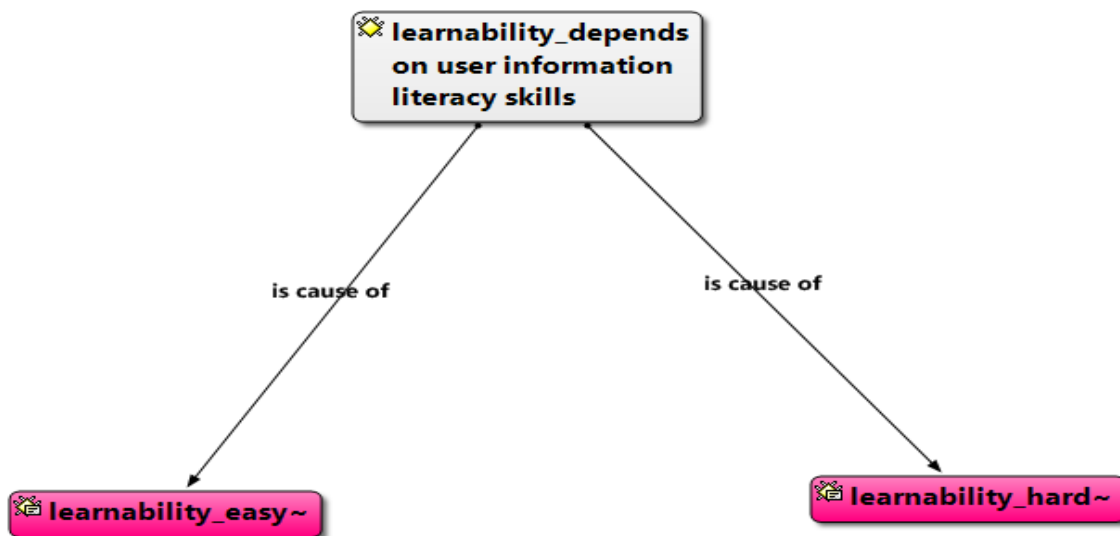 learnability_depends
on user information
literacy skills
is cause of
is cause of
learnability_easy~
learnability_hard~